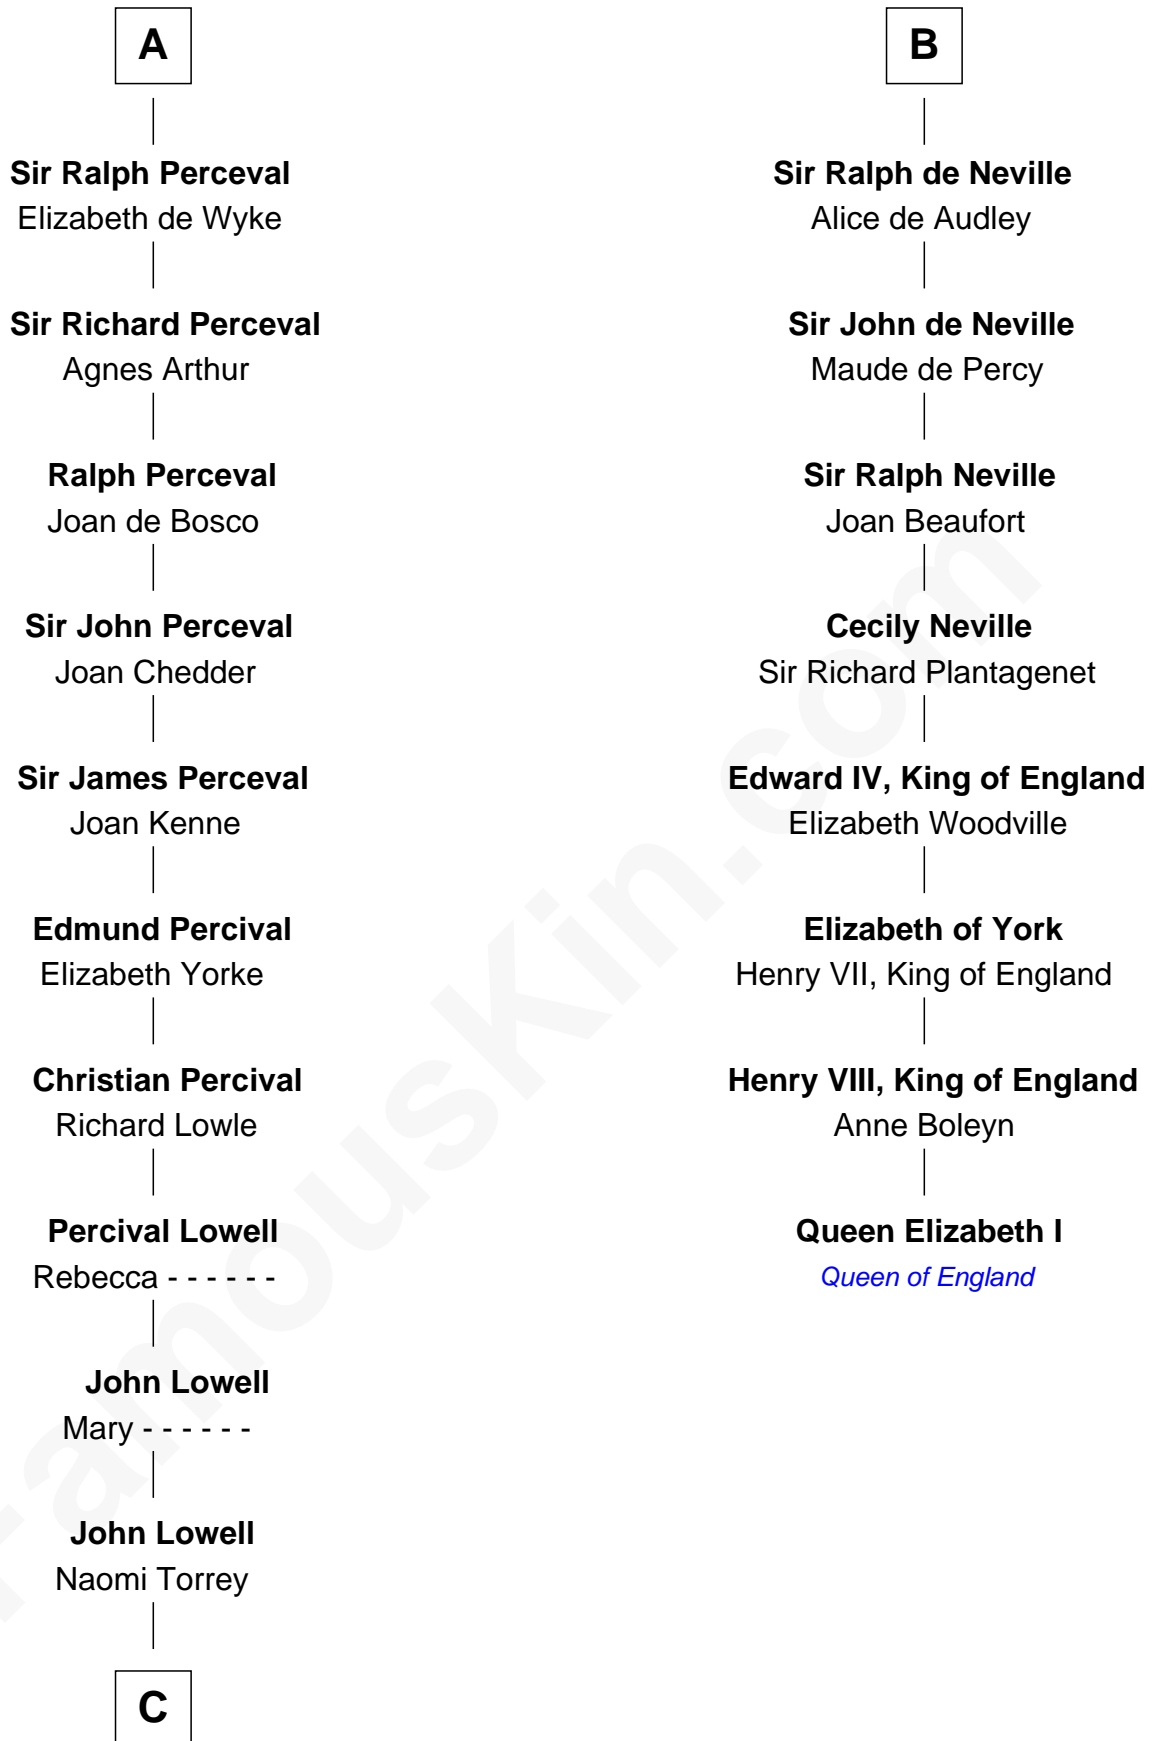 A
Sir Ralph Perceval
Elizabeth de Wyke
Sir Richard Perceval
Agnes Arthur
Ralph Perceval
Joan de Bosco
Sir John Perceval
Joan Chedder
Sir James Perceval
Joan Kenne
Edmund Percival
Elizabeth Yorke
Christian Percival
Richard Lowle
Percival Lowell
Rebecca - - - - - -
John Lowell
Mary - - - - - -
John Lowell
Naomi Torrey
C
B
Sir Ralph de Neville
Alice de Audley
Sir John de Neville
Maude de Percy
Sir Ralph Neville
Joan Beaufort
Cecily Neville
Sir Richard Plantagenet
Edward IV, King of England
Elizabeth Woodville
Elizabeth of York
Henry VII, King of England
Henry VIII, King of England
Anne Boleyn
Queen Elizabeth I
Queen of England
FamousKin.com